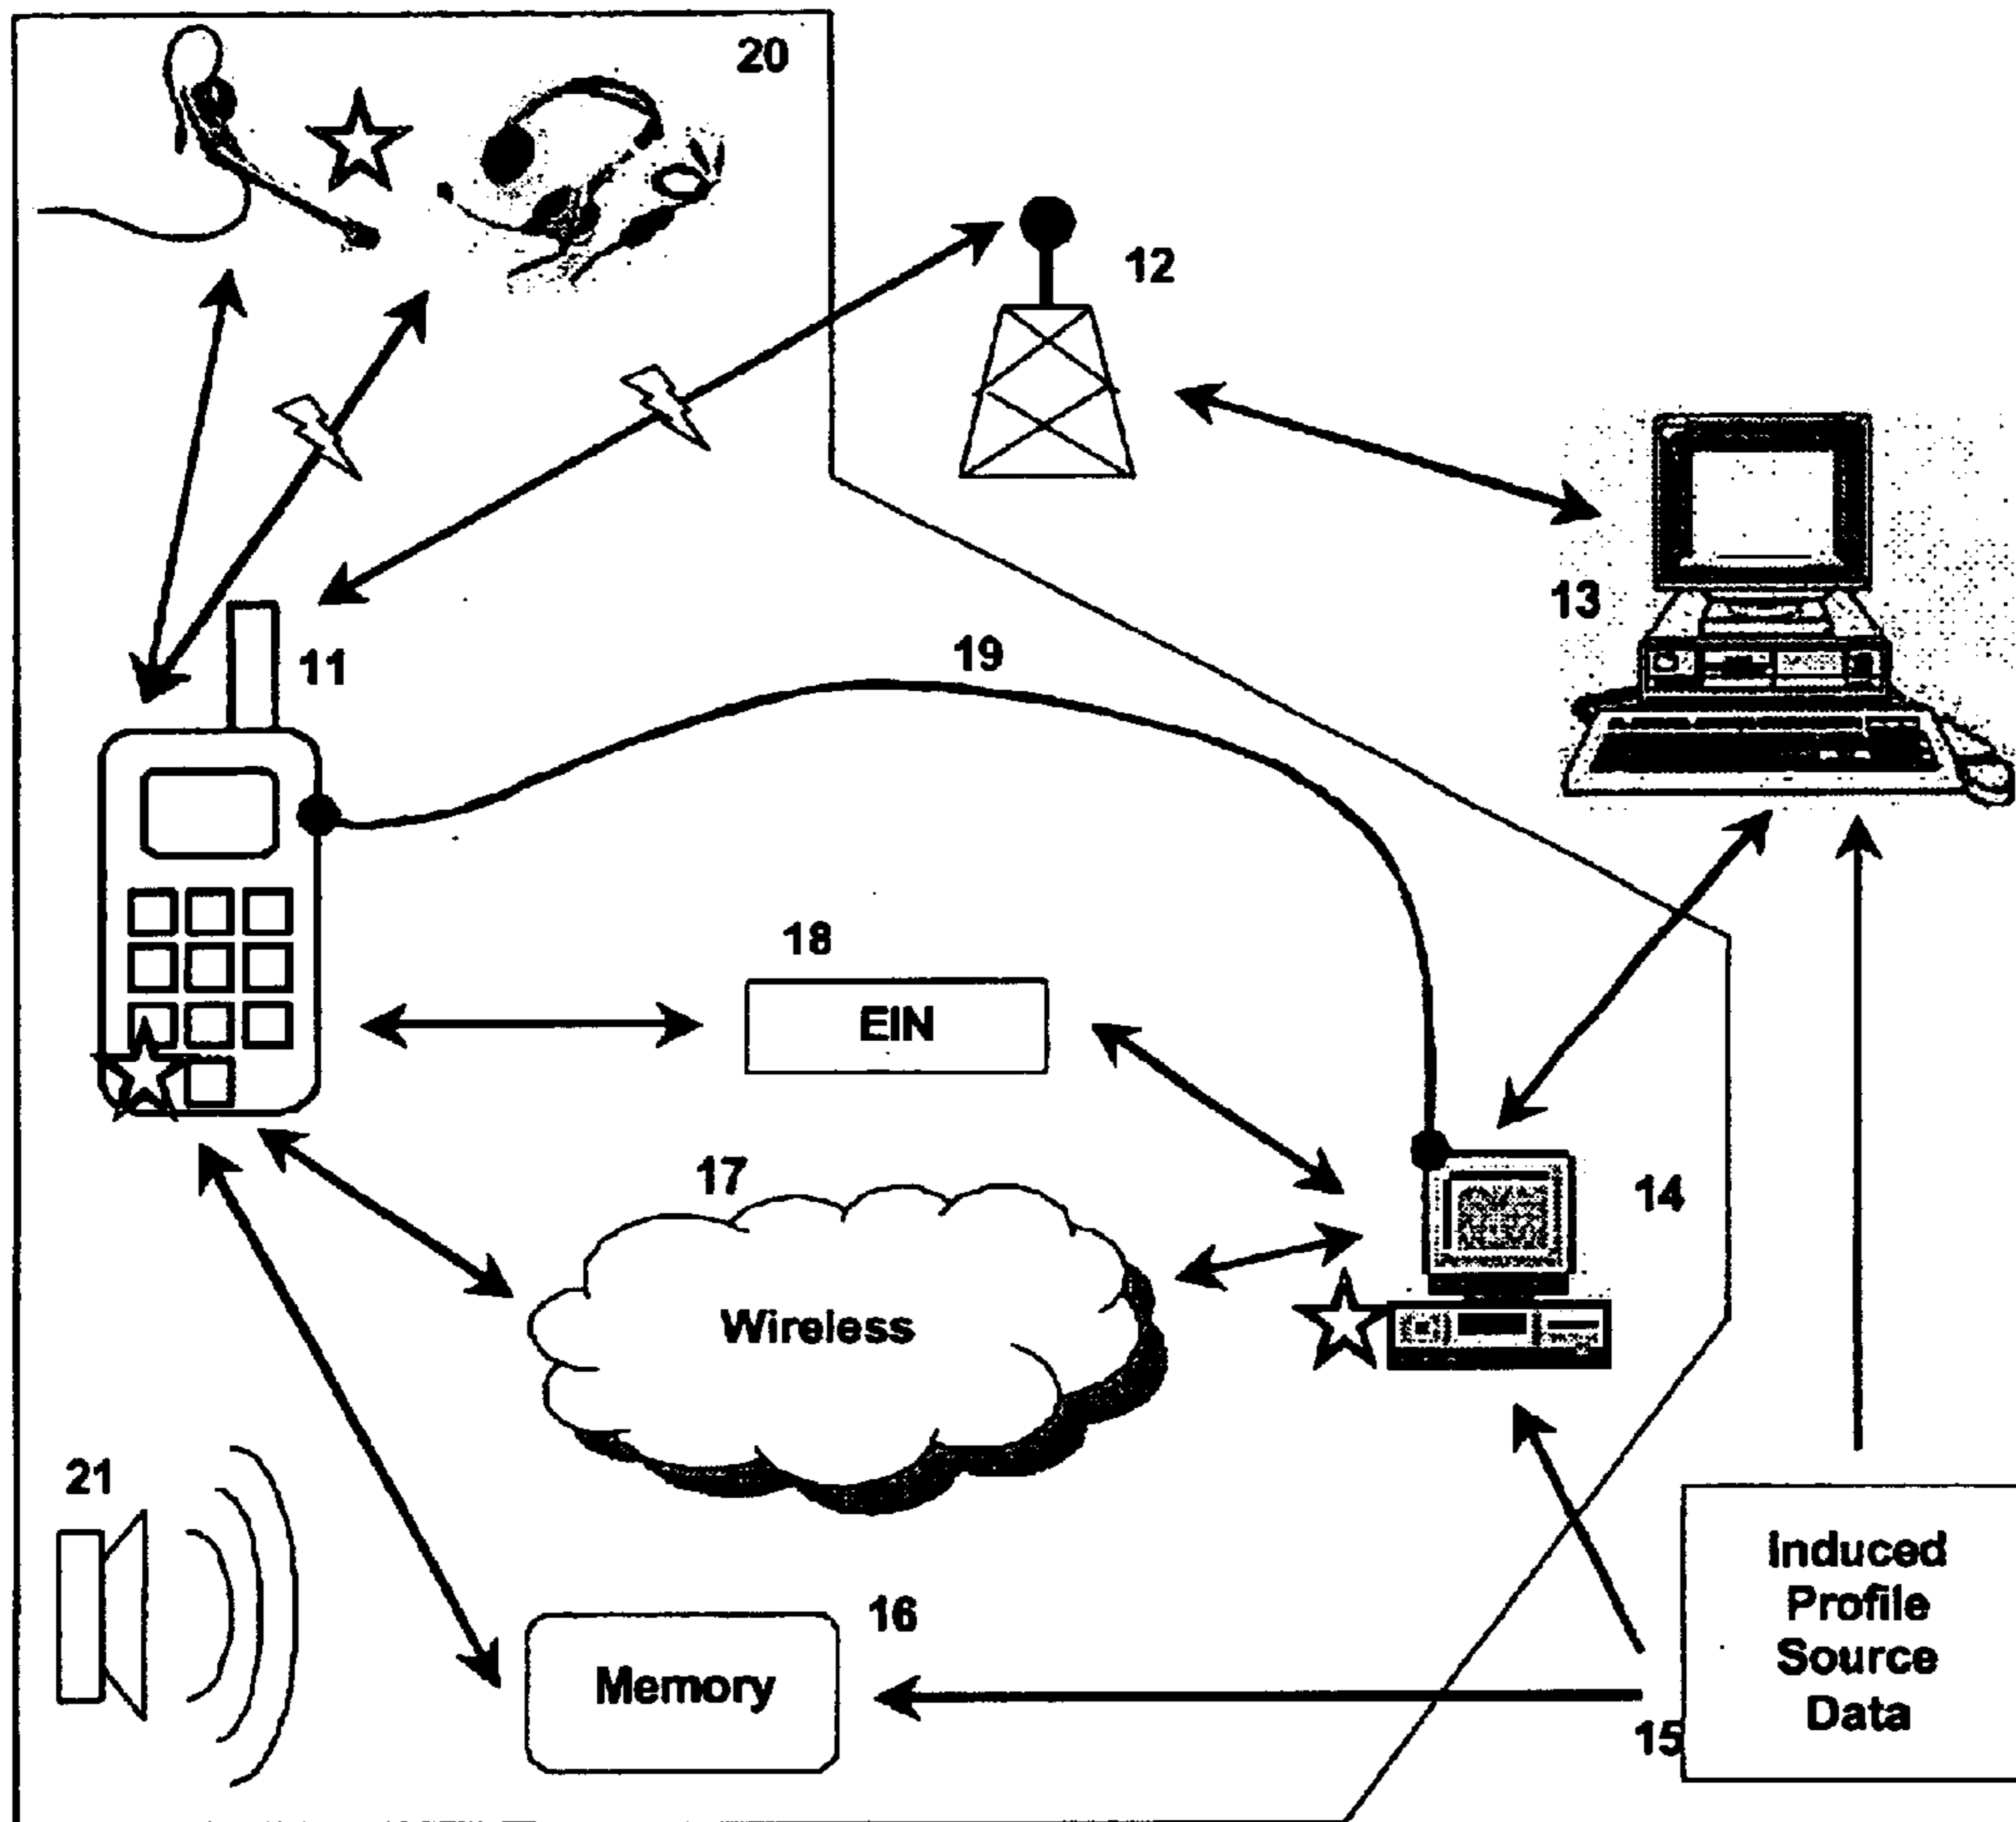 20
12
13
11
19
18
EIN
17
14
Wireless
21
16
Memory
Induced
Profile
Source
Data
15